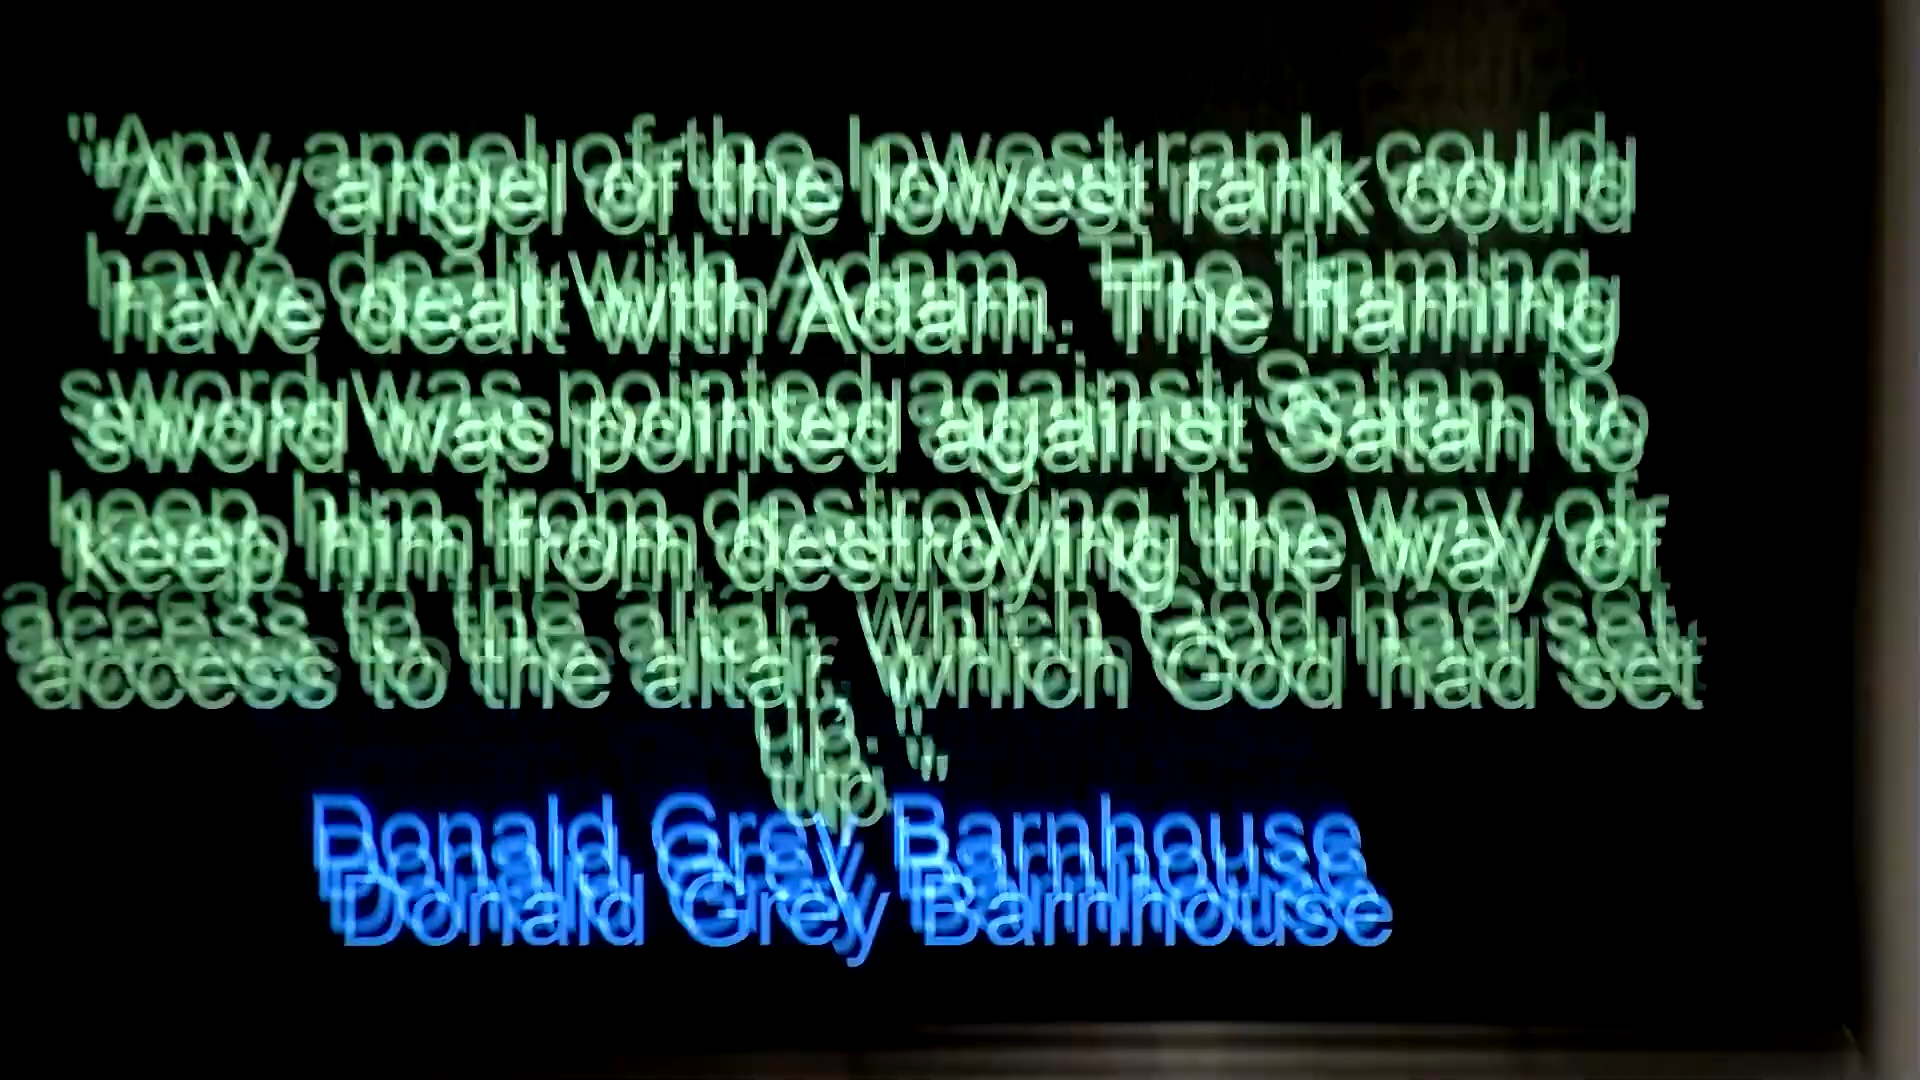 "Any angel of the lowest rank could
have dealt with Adam. The flaming
sword was pointed against Satan to
keep him from destroying the way of
access to the altar, which God had set
up."
Donald Grey Barnhouse